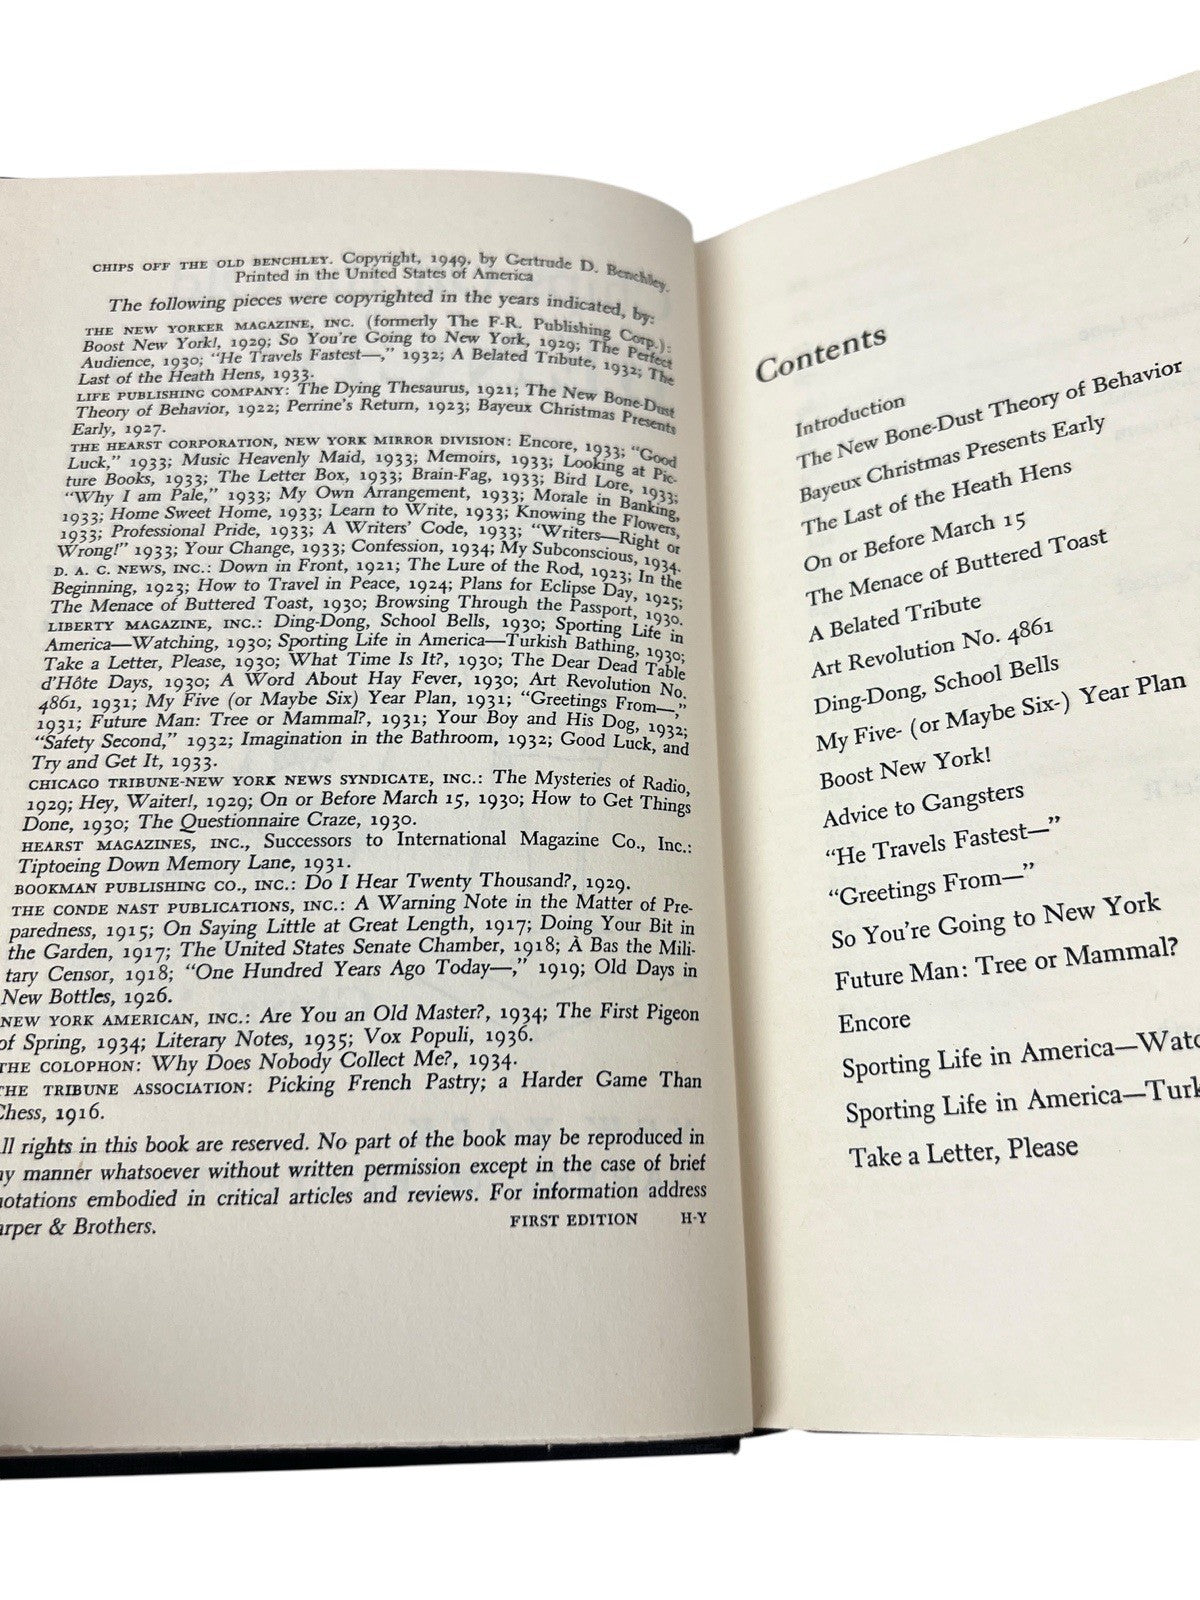 CHIPS OFF THE OLD BENCHLEY. Copyright, 1949, by Gertrude D. Benchley.
Printed in the United States of America
The following pieces were copyrighted in the years indicated, by:
THE NEW YORKER MAGAZINE, INC. (formerly The F-R. Publishing Corp.):
Boost New York!, 1929; So You're Going to New York, 1929; The Perfect
Audience, 1930; "He Travels Fastest—," 1932; A Belated Tribute, 1932; The
Last of the Heath Hens, 1933.
LIFE PUBLISHING COMPANY: The Dying Thesaurus, 1921; The New Bone-Dust
Theory of Behavior, 1922; Perrine's Return, 1923; Bayeux Christmas Presents
Early, 1927.
THE HEARST CORPORATION, NEW YORK MIRROR DIVISION: Encore, 1933; "Good
Luck," 1933; Music Heavenly Maid, 1933; Memoirs, 1933; Looking at Pic-
ture Books, 1933; The Letter Box, 1933; Brain-Fag, 1933; Bird Lore, 1933;
"Why I am Pale," 1933; My Own Arrangement, 1933; Morale in Banking,
1933; Home Sweet Home, 1933; Learn to Write, 1933; Knowing the Flowers,
1933; Professional Pride, 1933; A Writers' Code, 1933; "Writers—Right or
Wrong!" 1933; Your Change, 1933; Confession, 1934; My Subconscious, 1934.
D. A. C. NEWS, INC.: Down in Front, 1921; The Lure of the Rod, 1923; In the
Beginning, 1923; How to Travel in Peace, 1924; Plans for Eclipse Day, 1925;
The Menace of Buttered Toast, 1930; Browsing Through the Passport, 1930.
LIBERTY MAGAZINE, INC.: Ding-Dong, School Bells, 1930; Sporting Life in
America—Watching, 1930; Sporting Life in America—Turkish Bathing, 1930;
Take a Letter, Please, 1930; What Time Is It?, 1930; The Dear Dead Table
d'Hôte Days, 1930; A Word About Hay Fever, 1930; Art Revolution No.
4861, 1931; My Five (or Maybe Six) Year Plan, 1931; "Greetings From—,"
1931; Future Man: Tree or Mammal?, 1931; Your Boy and His Dog, 1932;
"Safety Second," 1932; Imagination in the Bathroom, 1932; Good Luck, and
Try and Get It, 1933.
CHICAGO TRIBUNE-NEW YORK NEWS SYNDICATE, INC.: The Mysteries of Radio,
1929; Hey, Waiter!, 1929; On or Before March 15, 1930; How to Get Things
Done, 1930; The Questionnaire Craze, 1930.
HEARST MAGAZINES, INC., Successors to International Magazine Co., Inc.:
Tiptoeing Down Memory Lane, 1931.
BOOKMAN PUBLISHING CO., INC.: Do I Hear Twenty Thousand?, 1929.
THE CONDE NAST PUBLICATIONS, INC.: A Warning Note in the Matter of Pre-
paredness, 1915; On Saying Little at Great Length, 1917; Doing Your Bit in
the Garden, 1917; The United States Senate Chamber, 1918; À Bas the Mili-
tary Censor, 1918; "One Hundred Years Ago Today—," 1919; Old Days in
New Bottles, 1926.
NEW YORK AMERICAN, INC.: Are You an Old Master?, 1934; The First Pigeon
of Spring, 1934; Literary Notes, 1935; Vox Populi, 1936.
THE COLOPHON: Why Does Nobody Collect Me?, 1934.
THE TRIBUNE ASSOCIATION: Picking French Pastry; a Harder Game Than
Chess, 1916.
ll rights in this book are reserved. No part of the book may be reproduced in
ny manner whatsoever without written permission except in the case of brief
uotations embodied in critical articles and reviews. For information address
arper & Brothers.
FIRST EDITION H-Y
Contents
Introduction
The New Bone-Dust Theory of Behavior
Bayeux Christmas Presents Early
The Last of the Heath Hens
On or Before March 15
The Menace of Buttered Toast
A Belated Tribute
Art Revolution No. 4861
Ding-Dong, School Bells
My Five- (or Maybe Six-) Year Plan
Boost New York!
Advice to Gangsters
"He Travels Fastest—"
"Greetings From—"
So You're Going to New York
Future Man: Tree or Mammal?
Encore
Sporting Life in America—Watc
Sporting Life in America—Turk
Take a Letter, Please